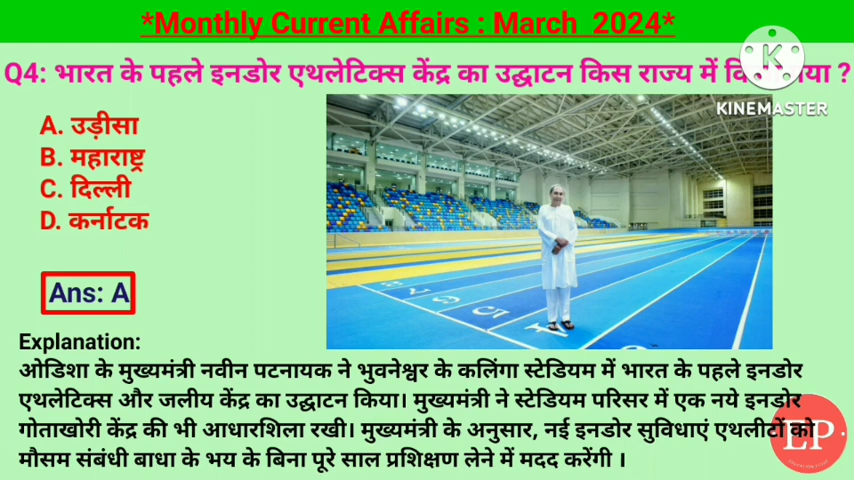 *Monthly Current Affairs : March 2024*
Q4: भारत के पहले इनडोर एथलेटिक्स केंद्र का उद्घाटन किस राज्य में ?
KINEMASTER
A. उड़ीसा
B. महाराष्ट्र
C. दिल्ली
D. कर्नाटक
Ans: A
Explanation:
ओडिशा के मुख्यमंत्री नवीन पटनायक ने भुवनेश्वर के कलिंगा स्टेडियम में भारत के पहले इनडोर
एथलेटिक्स और जलीय केंद्र का उद्घाटन किया। मुख्यमंत्री ने स्टेडियम परिसर में एक नये इनडोर
गोताखोरी केंद्र की भी आधारशिला रखी। मुख्यमंत्री के अनुसार, नई इनडोर सुविधाएं एथलीटों को
मौसम संबंधी बाधा के भय के बिना पूरे साल प्रशिक्षण लेने में मदद करेंगी ।
EP